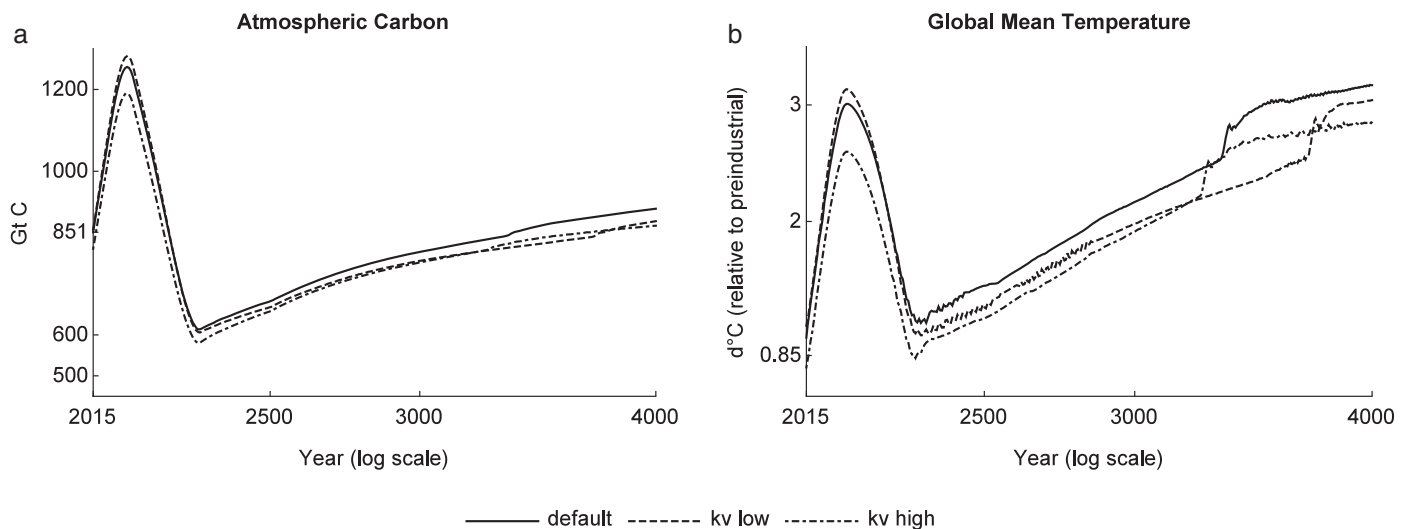 a
Atmospheric Carbon
Gt C
1200
1000
851
600
500
2015
2500
3000
4000
Year (log scale)
b
Global Mean Temperature
d°C (relative to preindustrial)
3
2
0.85
2015
2500
3000
4000
Year (log scale)
default kv low kv high